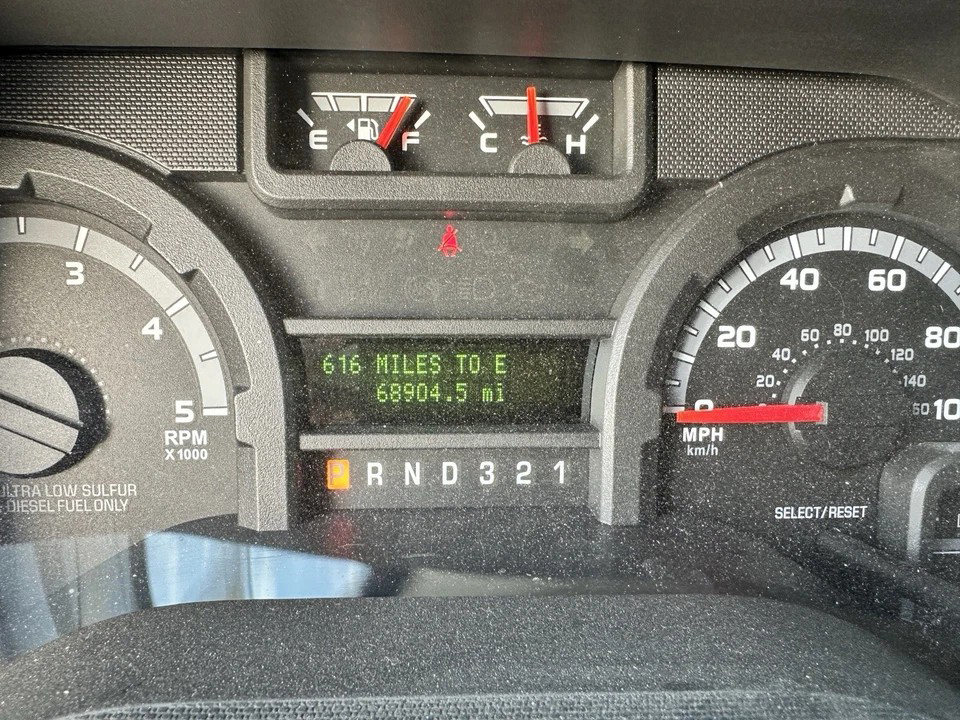 E F
C H
3
4
5
RPM
X1000
ULTRA LOW SULFUR
DIESEL FUEL ONLY
616 MILES TO E
68904.5 mi
P R N D 3 2 1
20
40
60
80
0
MPH
km/h
20
40
60
80
100
120
140
SELECT/RESET